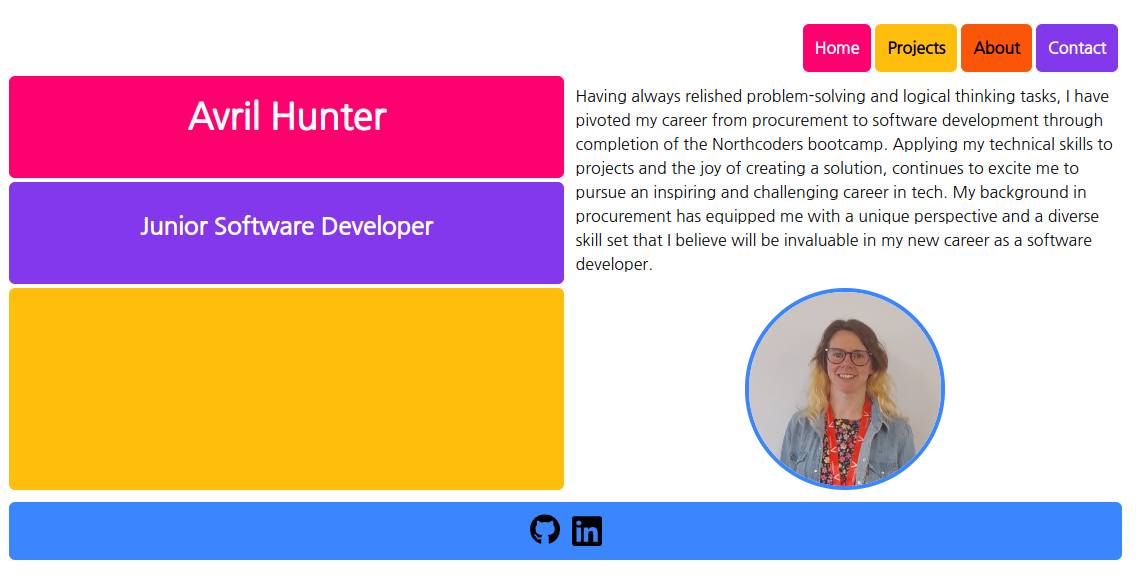 Home Projects About Contact
Avril Hunter
Junior Software Developer
Having always relished problem-solving and logical thinking tasks, I have
pivoted my career from procurement to software development through
completion of the Northcoders bootcamp. Applying my technical skills to
projects and the joy of creating a solution, continues to excite me to
pursue an inspiring and challenging career in tech. My background in
procurement has equipped me with a unique perspective and a diverse
skill set that I believe will be invaluable in my new career as a software
developer.
in